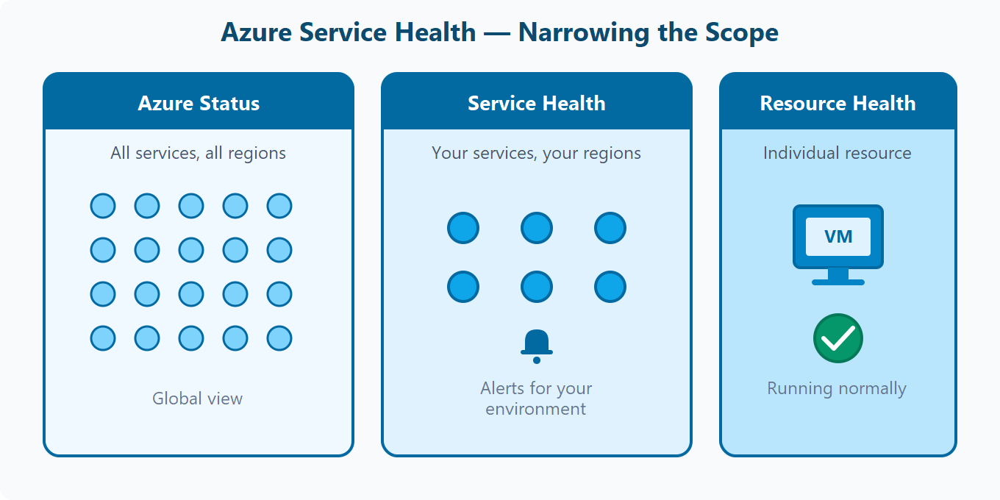 Azure Service Health — Narrowing the Scope
Azure Status
All services, all regions
Global view
Service Health
Your services, your regions
Alerts for your
environment
Resource Health
Individual resource
VM
Running normally